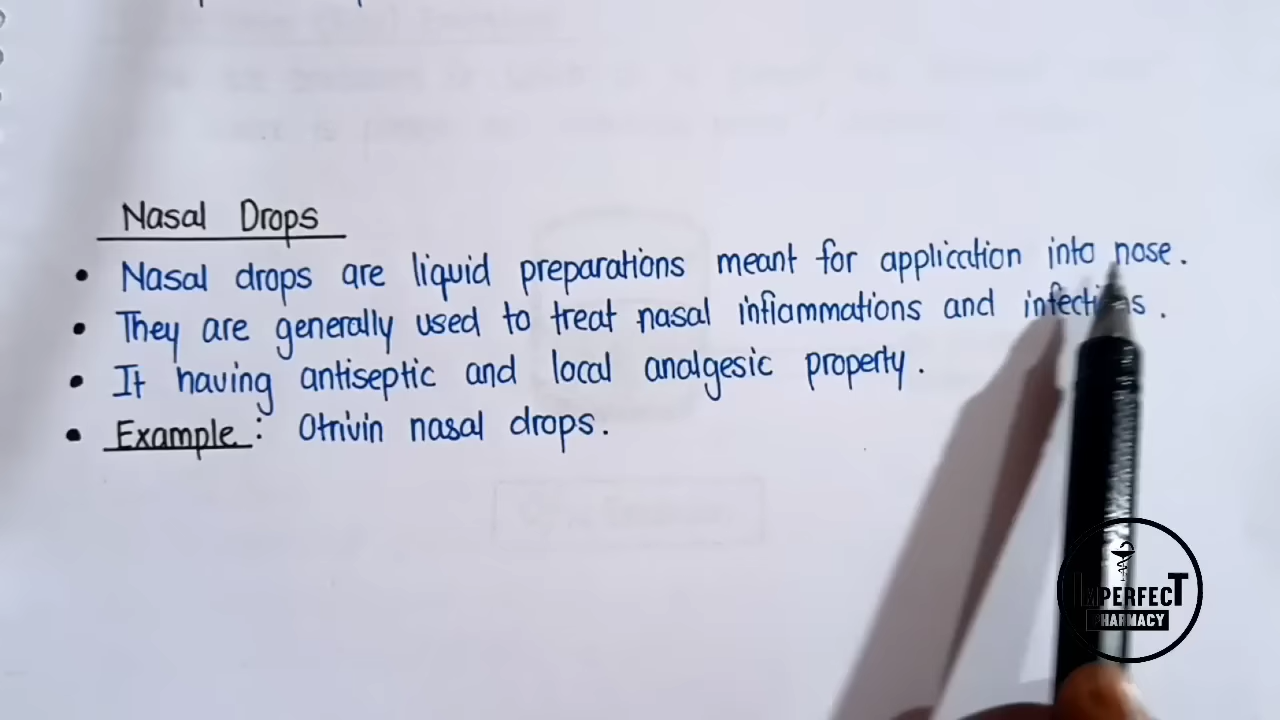 Nasal Drops
• Nasal drops are liquid preparations meant for application into nose.
• They are generally used to treat nasal inflammations and infections.
• It having antiseptic and local analgesic property.
• Example: Otrivin nasal drops.
IMPERFECT
PHARMACY